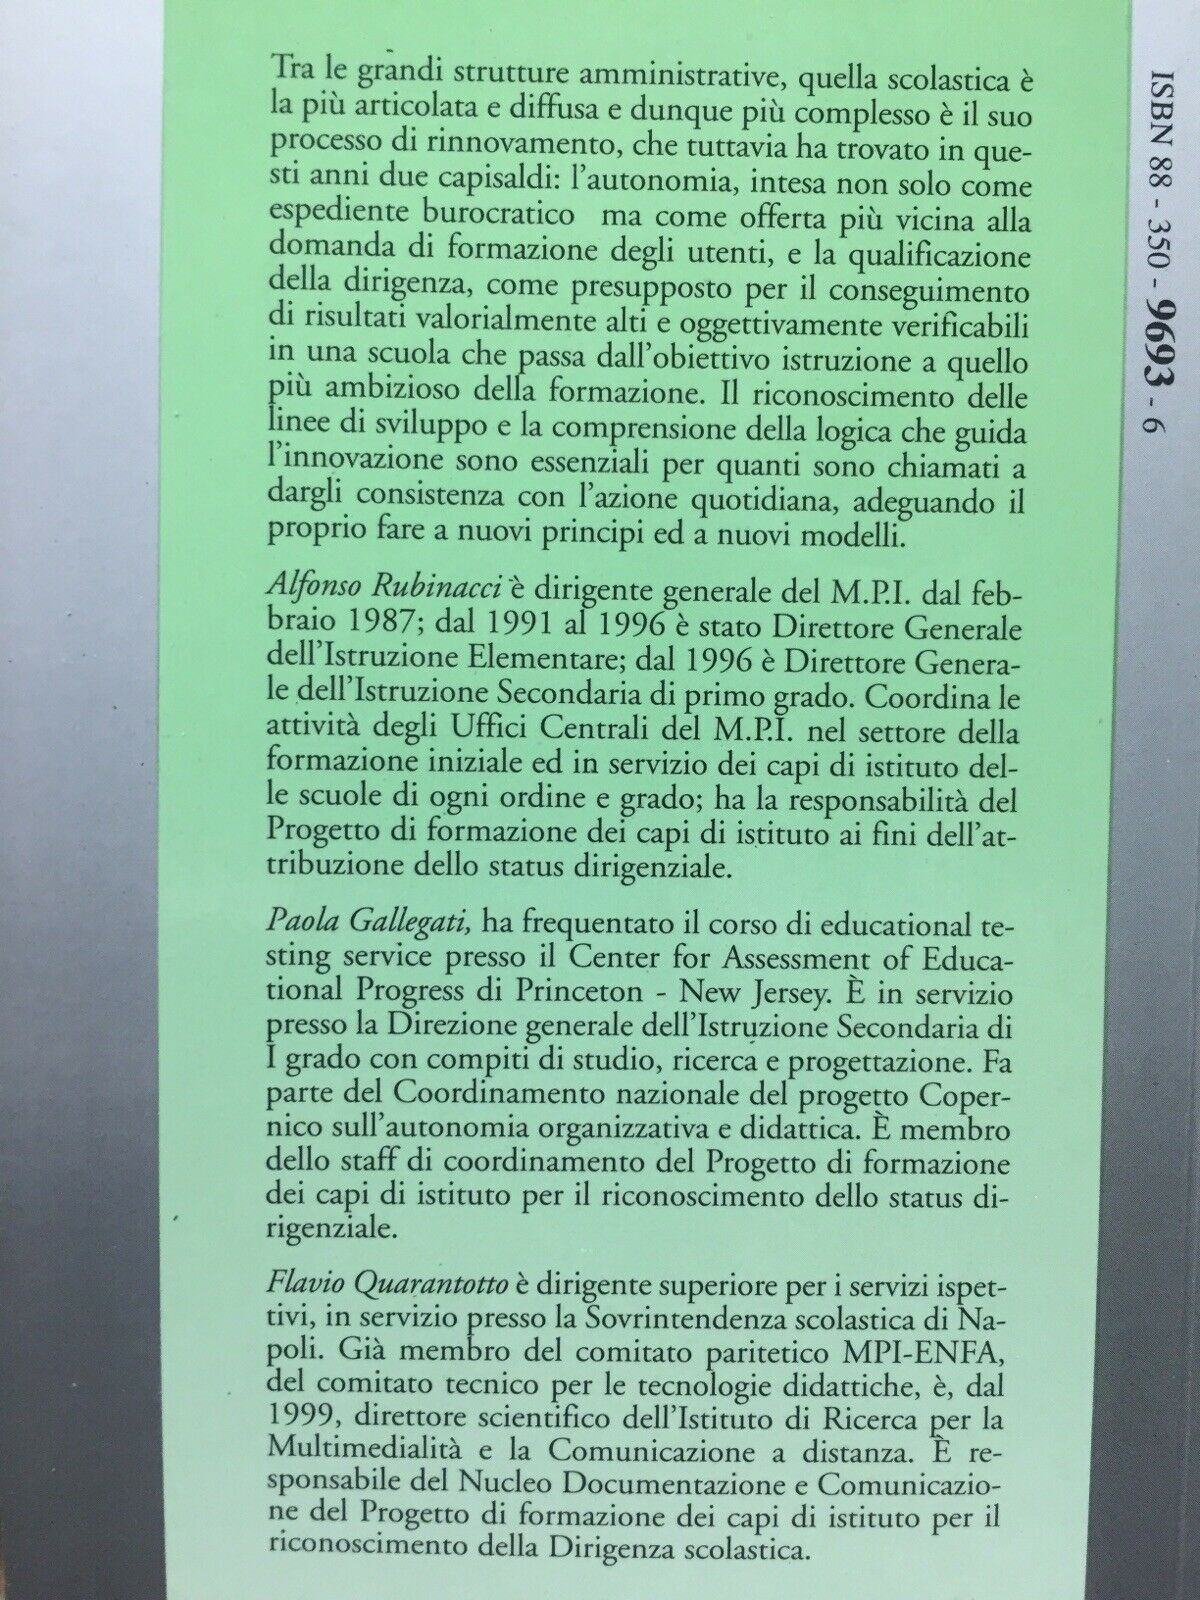 Tra le grandi strutture amministrative, quella scolastica è
la più articolata e diffusa e dunque più complesso è il suo
processo di rinnovamento, che tuttavia ha trovato in que-
sti anni due capisaldi: l'autonomia, intesa non solo come
espediente burocratico ma come offerta più vicina alla
domanda di formazione degli utenti, e la qualificazione
della dirigenza, come presupposto per il conseguimento
di risultati valorialmente alti e oggettivamente verificabili
in una scuola che passa dall'obiettivo istruzione a quello
più ambizioso della formazione. Il riconoscimento delle
linee di sviluppo e la comprensione della logica che guida
l'innovazione sono essenziali per quanti sono chiamati a
dargli consistenza con l'azione quotidiana, adeguando il
proprio fare a nuovi principi ed a nuovi modelli.
Alfonso Rubinacci è dirigente generale del M.P.I. dal feb-
braio 1987; dal 1991 al 1996 è stato Direttore Generale
dell'Istruzione Elementare; dal 1996 è Direttore Genera-
le dell'Istruzione Secondaria di primo grado. Coordina le
attività degli Uffici Centrali del M.P.I. nel settore della
formazione iniziale ed in servizio dei capi di istituto del-
le scuole di ogni ordine e grado; ha la responsabilità del
Progetto di formazione dei capi di istituto ai fini dell'at-
tribuzione dello status dirigenziale.
Paola Gallegati, ha frequentato il corso di educational te-
sting service presso il Center for Assessment of Educa-
tional Progress di Princeton - New Jersey. È in servizio
presso la Direzione generale dell'Istruzione Secondaria di
I grado con compiti di studio, ricerca e progettazione. Fa
parte del Coordinamento nazionale del progetto Coper-
nico sull'autonomia organizzativa e didattica. È membro
dello staff di coordinamento del Progetto di formazione
dei capi di istituto per il riconoscimento dello status di-
rigenziale.
Flavio Quarantotto è dirigente superiore per i servizi ispet-
tivi, in servizio presso la Sovrintendenza scolastica di Na-
poli. Già membro del comitato paritetico MPI-ENFA,
del comitato tecnico per le tecnologie didattiche, è, dal
1999, direttore scientifico dell'Istituto di Ricerca per la
Multimedialità e la Comunicazione a distanza. È re-
sponsabile del Nucleo Documentazione e Comunicazio-
ne del Progetto di formazione dei capi di istituto per il
riconoscimento della Dirigenza scolastica.
ISBN 88 - 350 - 9693 - 6